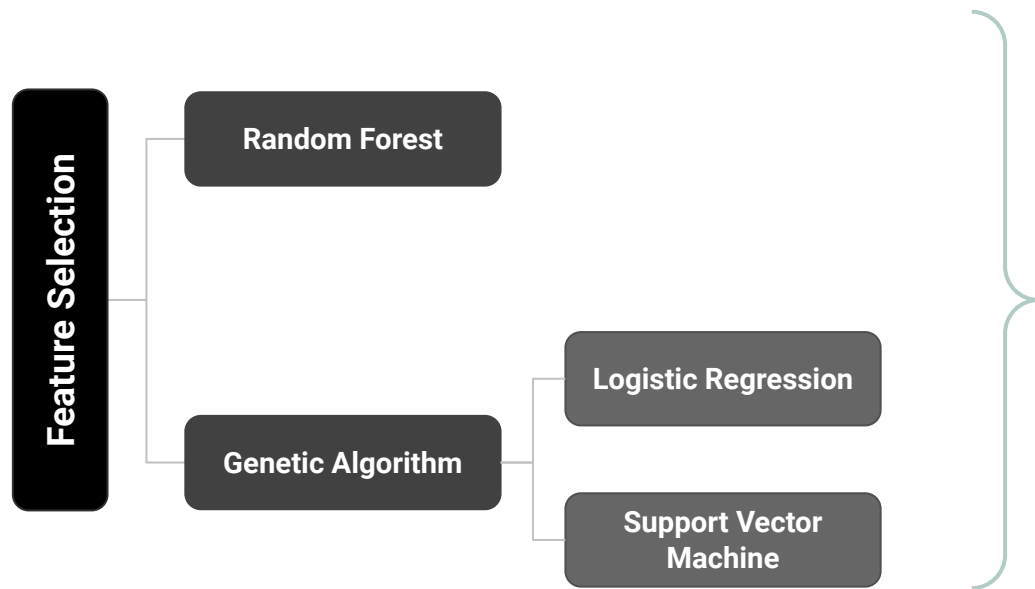 Feature Selection
Random Forest
Genetic Algorithm
Logistic Regression
Support Vector
Machine